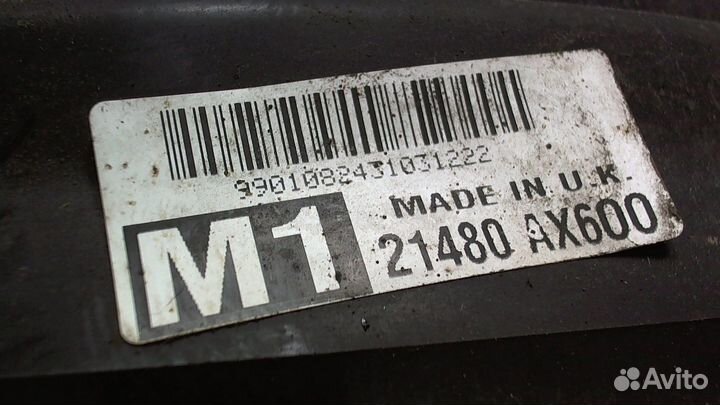 9901082431031222
MADE IN U.K.
M1
21480 AX600
Avito